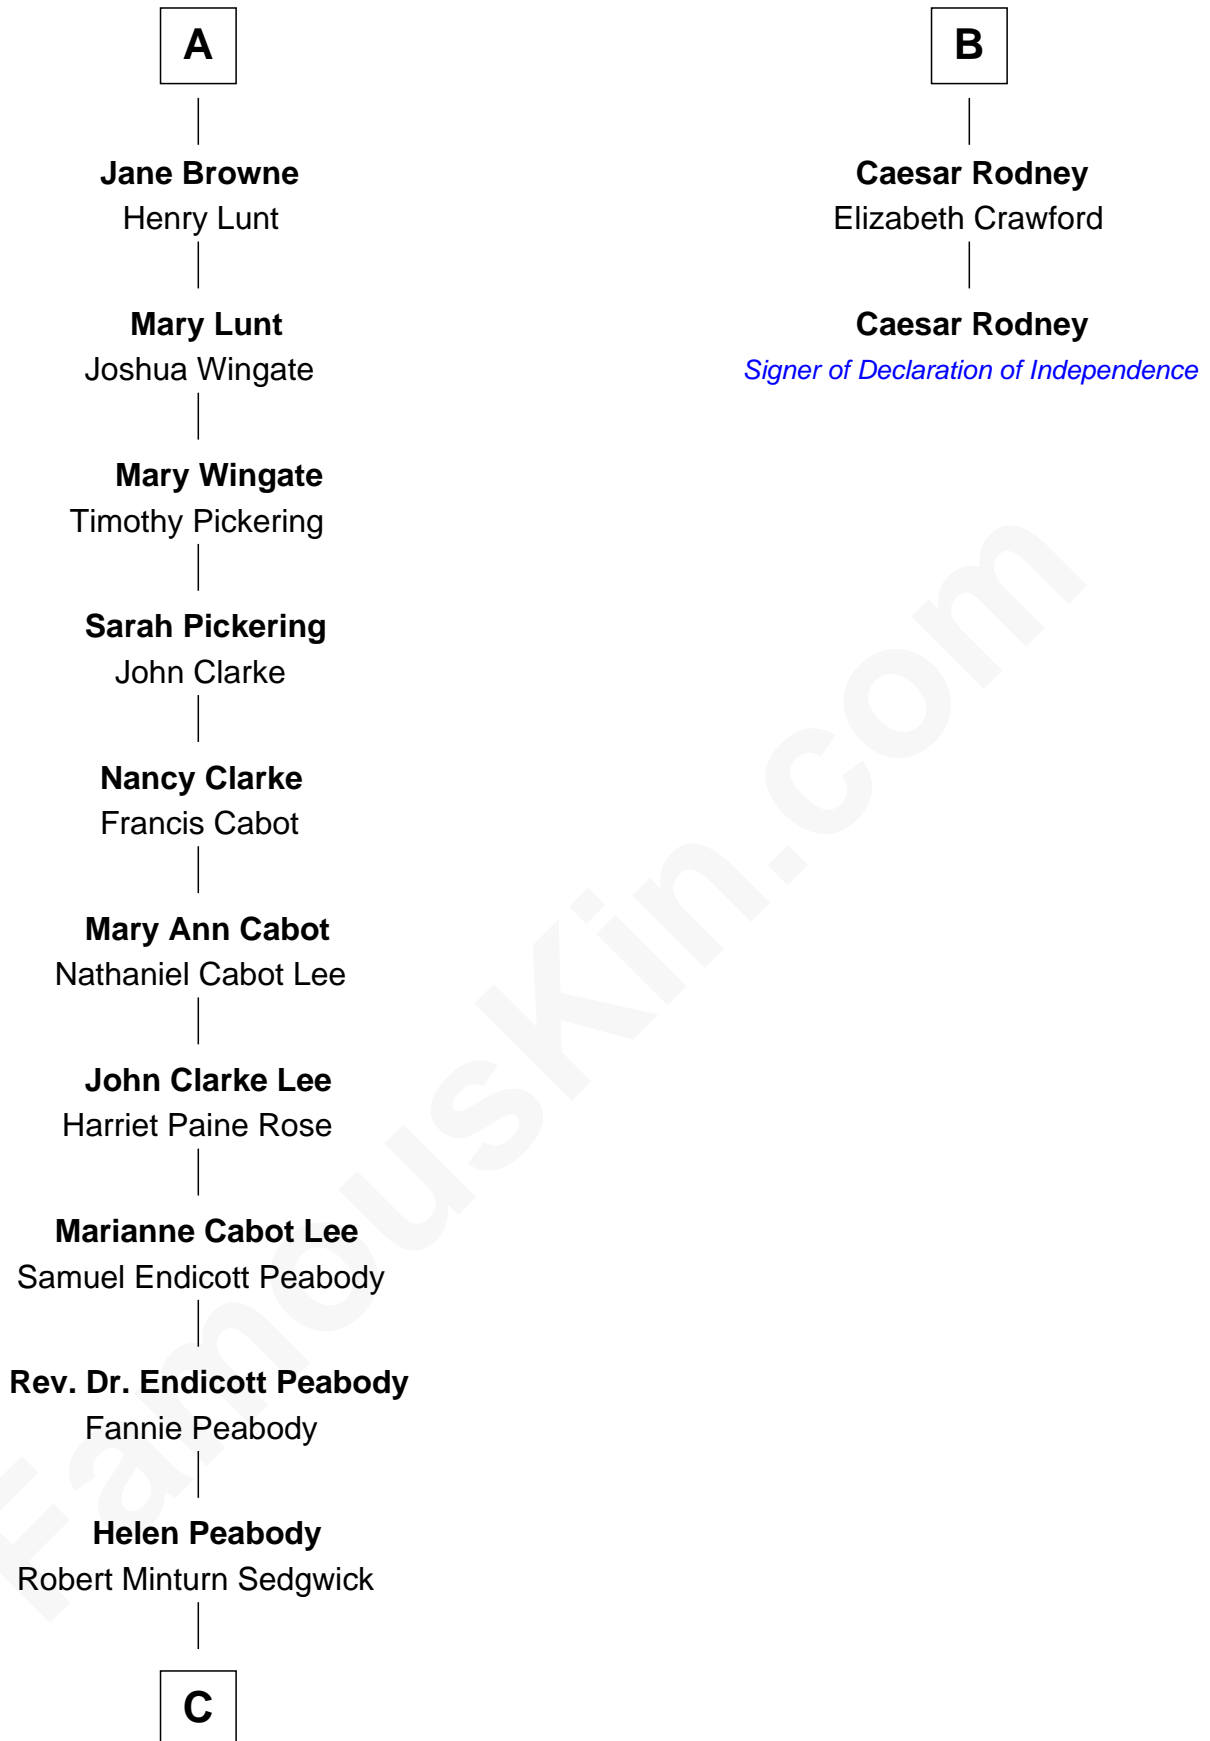 A
Jane Browne
Henry Lunt
Mary Lunt
Joshua Wingate
Mary Wingate
Timothy Pickering
Sarah Pickering
John Clarke
Nancy Clarke
Francis Cabot
Mary Ann Cabot
Nathaniel Cabot Lee
John Clarke Lee
Harriet Paine Rose
Marianne Cabot Lee
Samuel Endicott Peabody
Rev. Dr. Endicott Peabody
Fannie Peabody
Helen Peabody
Robert Minturn Sedgwick
C
B
Caesar Rodney
Elizabeth Crawford
Caesar Rodney
Signer of Declaration of Independence
FamousKin.com